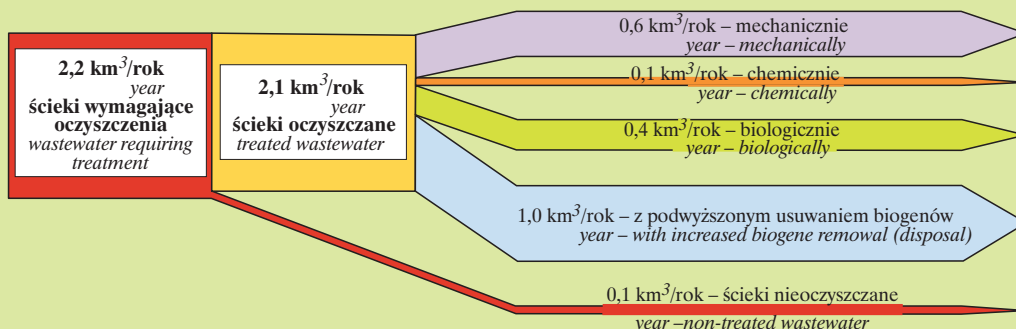 2,2 km³/rok
year
ścieki wymagające
oczyszczenia
wastewater requiring
treatment
2,1 km³/rok
year
ścieki oczyszczane
treated wastewater
0,6 km³/rok – mechanicznie
year – mechanically
0,1 km³/rok – chemicznie
year – chemically
0,4 km³/rok – biologicznie
year – biologically
1,0 km³/rok – z podwyższonym usuwaniem biogenów
year – with increased biogene remowal (disposal)
0,1 km³/rok – ścieki nieoczyszczane
year –non-treated wastewater